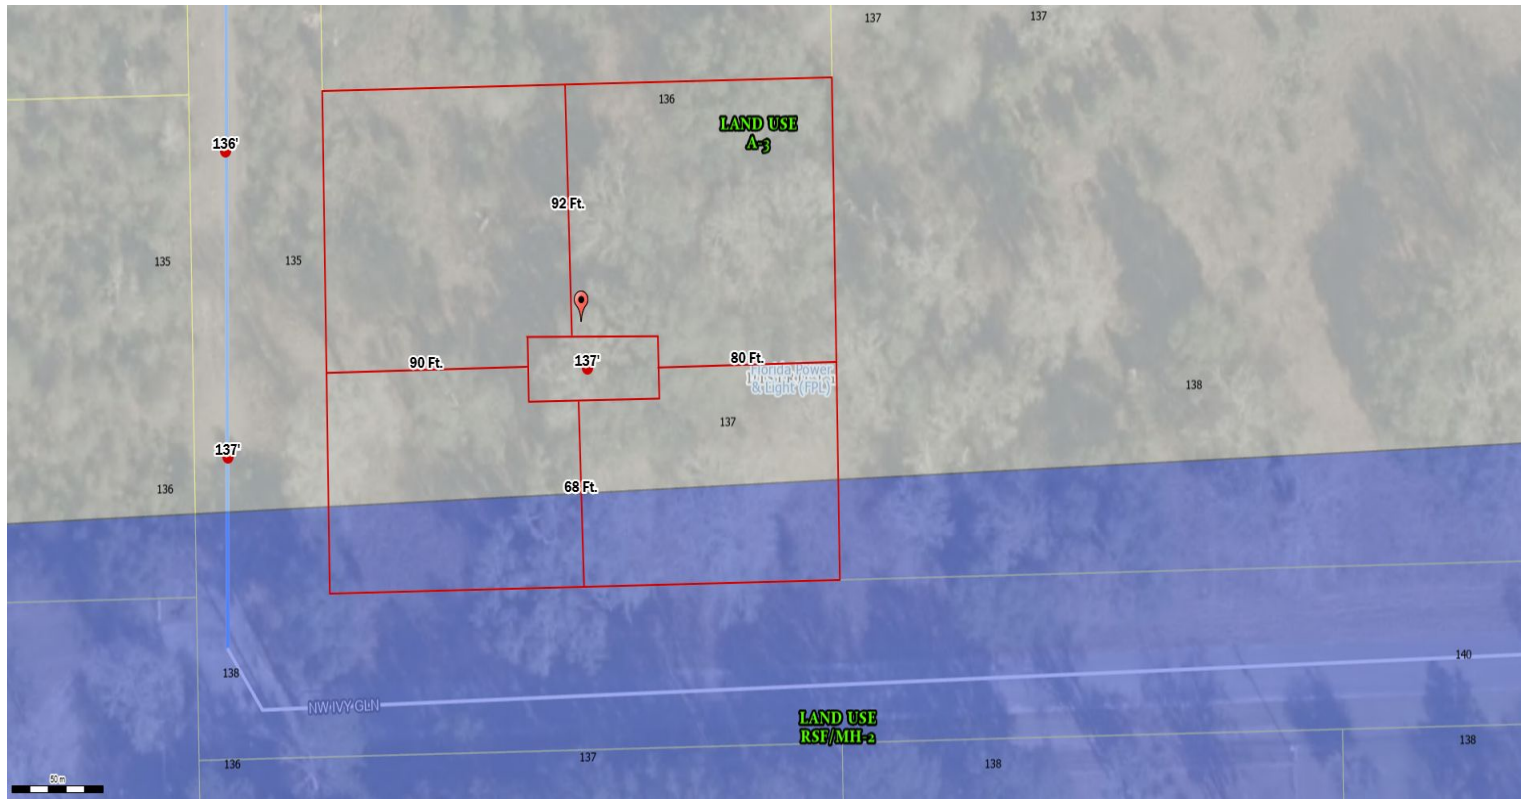 137
137
136
LAND USE
A-3
136'
92 Ft.
135
135
137'
90 Ft.
80 Ft.
Florida Power
& Light (FPL)
138
137
137'
136
68 Ft.
138
140
NW IVY GLN
LAND USE
RSF/MH-2
136
137
138
138
50 m